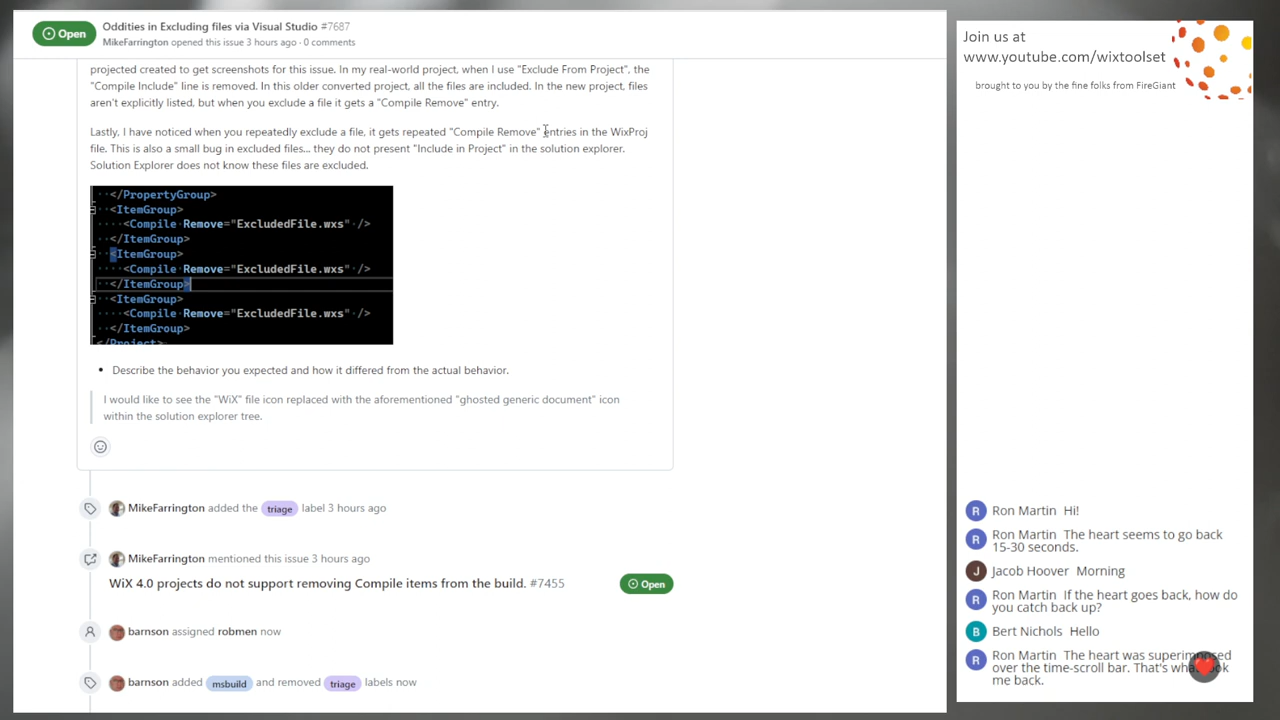 Open
Oddities in Excluding files via Visual Studio #7687
MikeFarrington opened this issue 3 hours ago · 0 comments
projected created to get screenshots for this issue. In my real-world project, when I use "Exclude From Project", the
"Compile Include" line is removed. In this older converted project, all the files are included. In the new project, files
aren't explicitly listed, but when you exclude a file it gets a "Compile Remove" entry.
Lastly, I have noticed when you repeatedly exclude a file, it gets repeated "Compile Remove" entries in the WixProj
file. This is also a small bug in excluded files... they do not present "Include in Project" in the solution explorer.
Solution Explorer does not know these files are excluded.
</PropertyGroup>
<ItemGroup>
<Compile Remove="ExcludedFile.wxs" />
</ItemGroup>
<ItemGroup>
<Compile Remove="ExcludedFile.wxs" />
</ItemGroup>
<ItemGroup>
<Compile Remove="ExcludedFile.wxs" />
</ItemGroup>
</Project>
• Describe the behavior you expected and how it differed from the actual behavior.
I would like to see the "WiX" file icon replaced with the aforementioned "ghosted generic document" icon
within the solution explorer tree.
MikeFarrington added the triage label 3 hours ago
MikeFarrington mentioned this issue 3 hours ago
WiX 4.0 projects do not support removing Compile items from the build. #7455
Open
barnson assigned robmen now
barnson added msbuild and removed triage labels now
Join us at
www.youtube.com/wixtoolset
brought to you by the fine folks from FireGiant
R Ron Martin Hi!
R Ron Martin The heart seems to go back
15-30 seconds.
J Jacob Hoover Morning
R Ron Martin If the heart goes back, how do
you catch back up?
B Bert Nichols Hello
R Ron Martin The heart was superimposed
over the time-scroll bar. That's what took
me back.